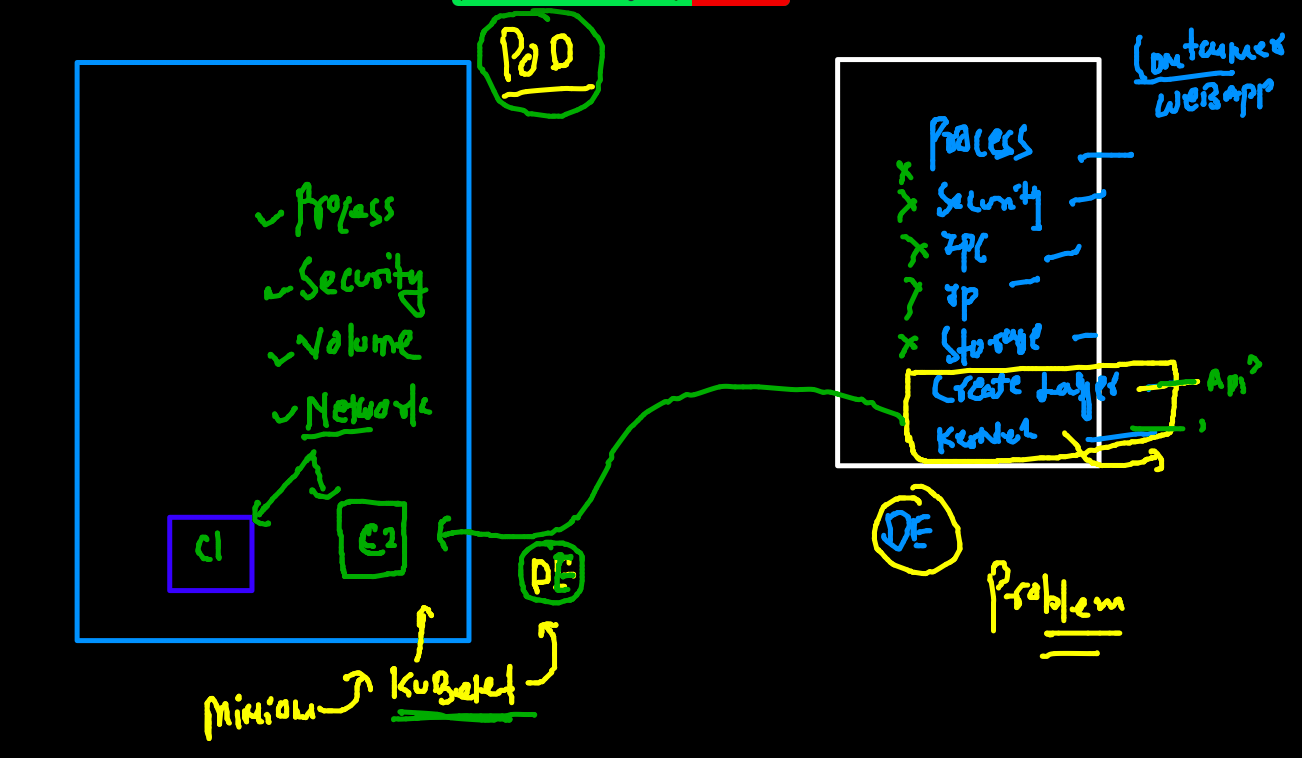 PoD
Process
Security
Volume
Network
C1
C2
DE
Minion
KuBelet
Container
WEBapp
Process
Security
IPC
IP
Storage
Create Layer
Kernel
API
DE
Problem